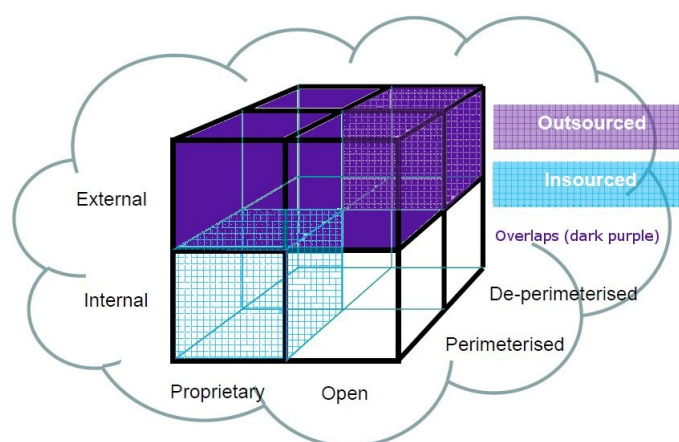 Outsourced
Insourced
Overlaps (dark purple)
External
Internal
De-perimeterised
Perimeterised
Proprietary
Open